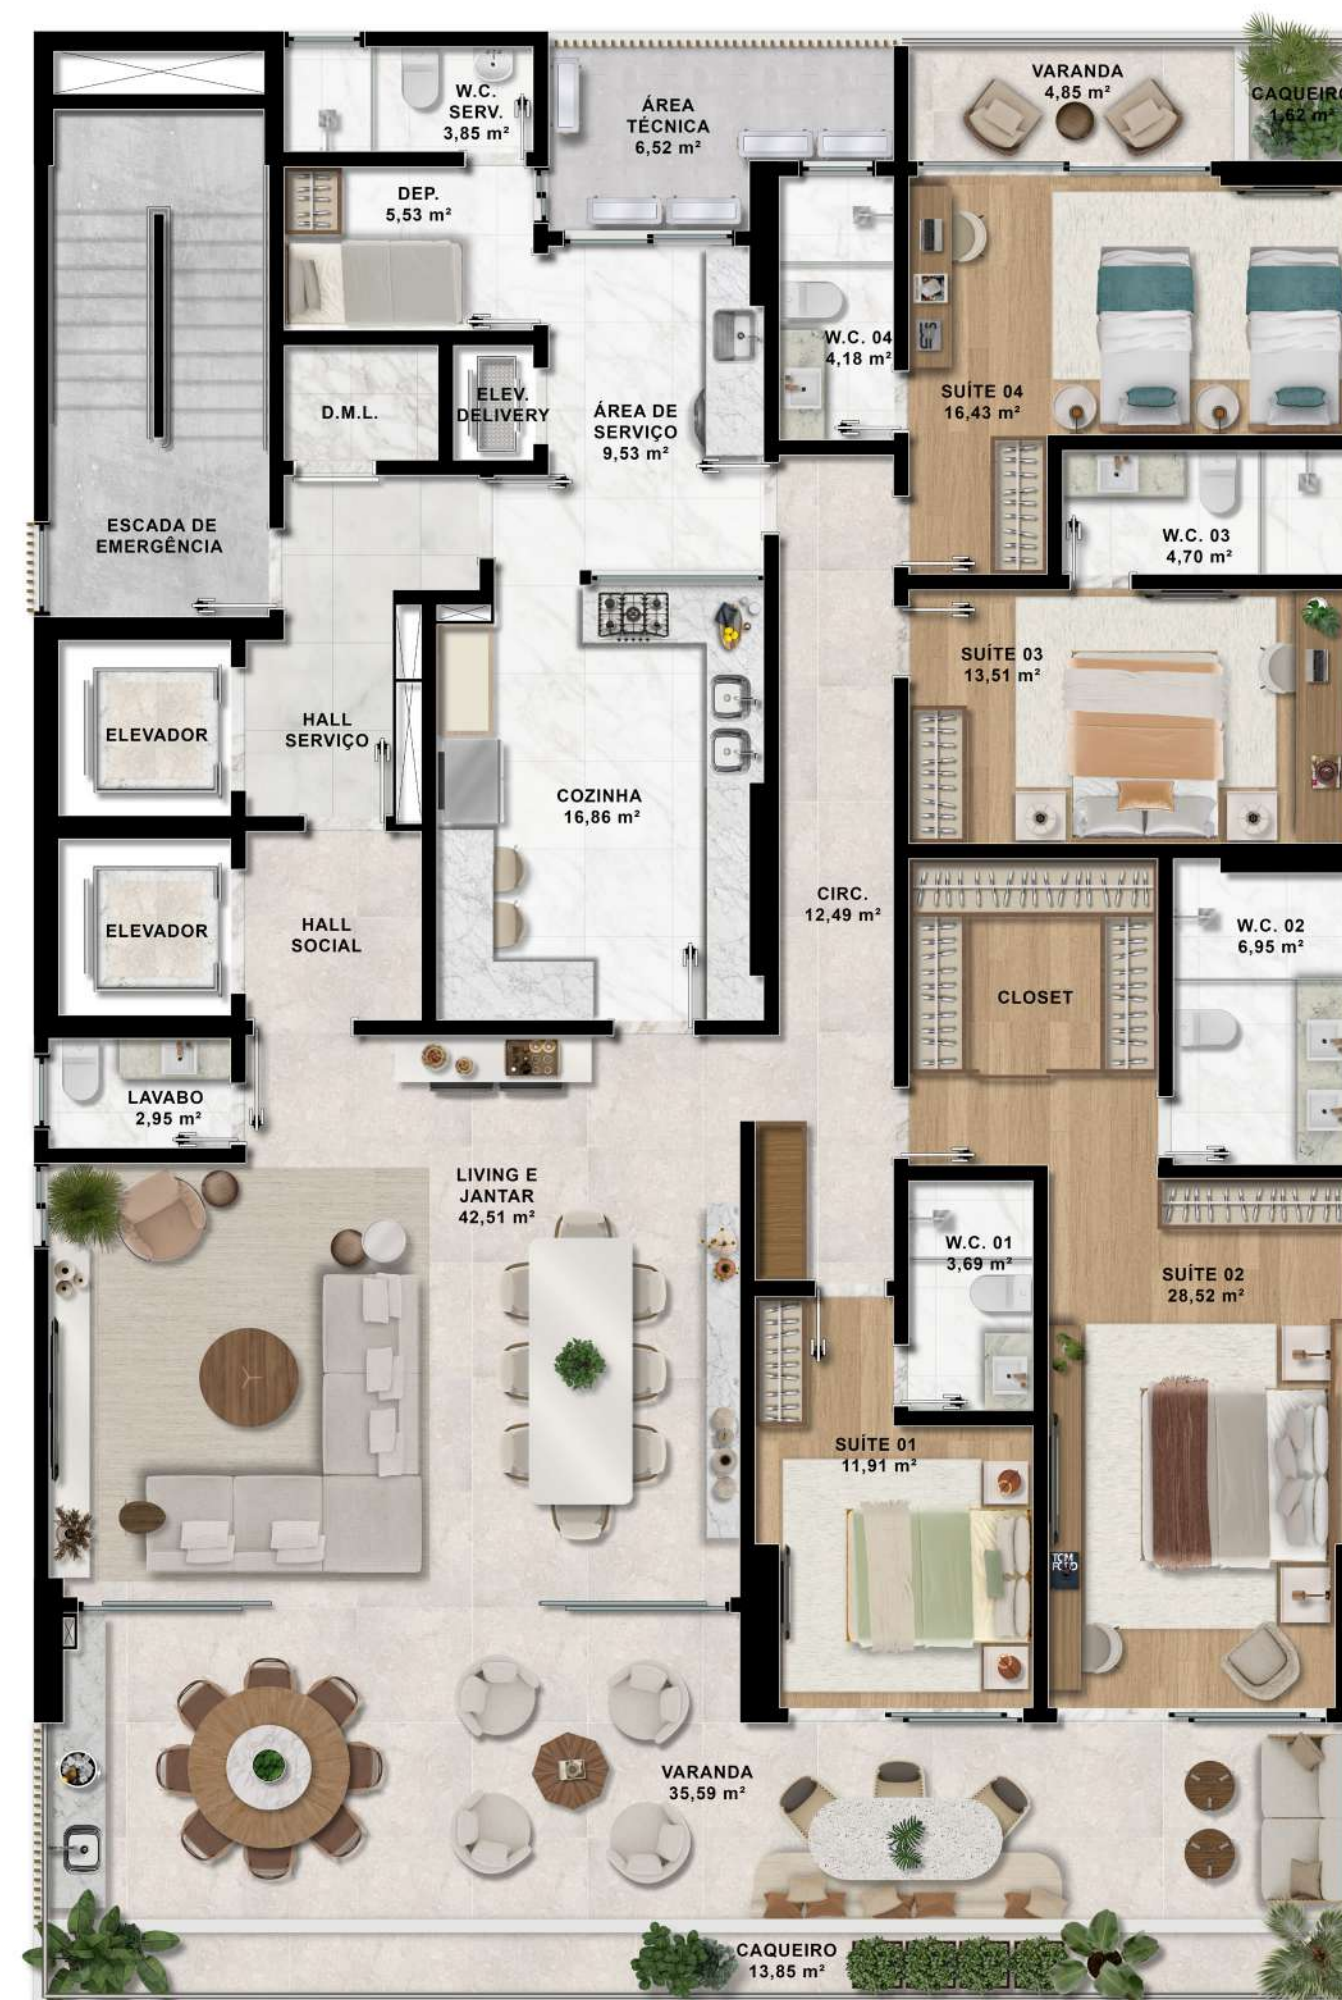 VARANDA
4,85 m²
W.C.
SERV.
3,85 m²
ÁREA
TÉCNICA
6,52 m²
CAQUEIRO
1,62 m²
DEP.
5,53 m²
W.C. 04
4,18 m²
SUÍTE 04
16,43 m²
D.M.L.
ELEV.
DELIVERY
ÁREA DE
SERVIÇO
9,53 m²
ESCADA DE
EMERGÊNCIA
W.C. 03
4,70 m²
SUÍTE 03
13,51 m²
ELEVADOR
HALL
SERVIÇO
COZINHA
16,86 m²
ELEVADOR
HALL
SOCIAL
CIRC.
12,49 m²
W.C. 02
6,95 m²
CLOSET
LAVABO
2,95 m²
LIVING E
JANTAR
42,51 m²
W.C. 01
3,69 m²
SUÍTE 02
28,52 m²
SUÍTE 01
11,91 m²
TOM
FORD
VARANDA
35,59 m²
CAQUEIRO
13,85 m²